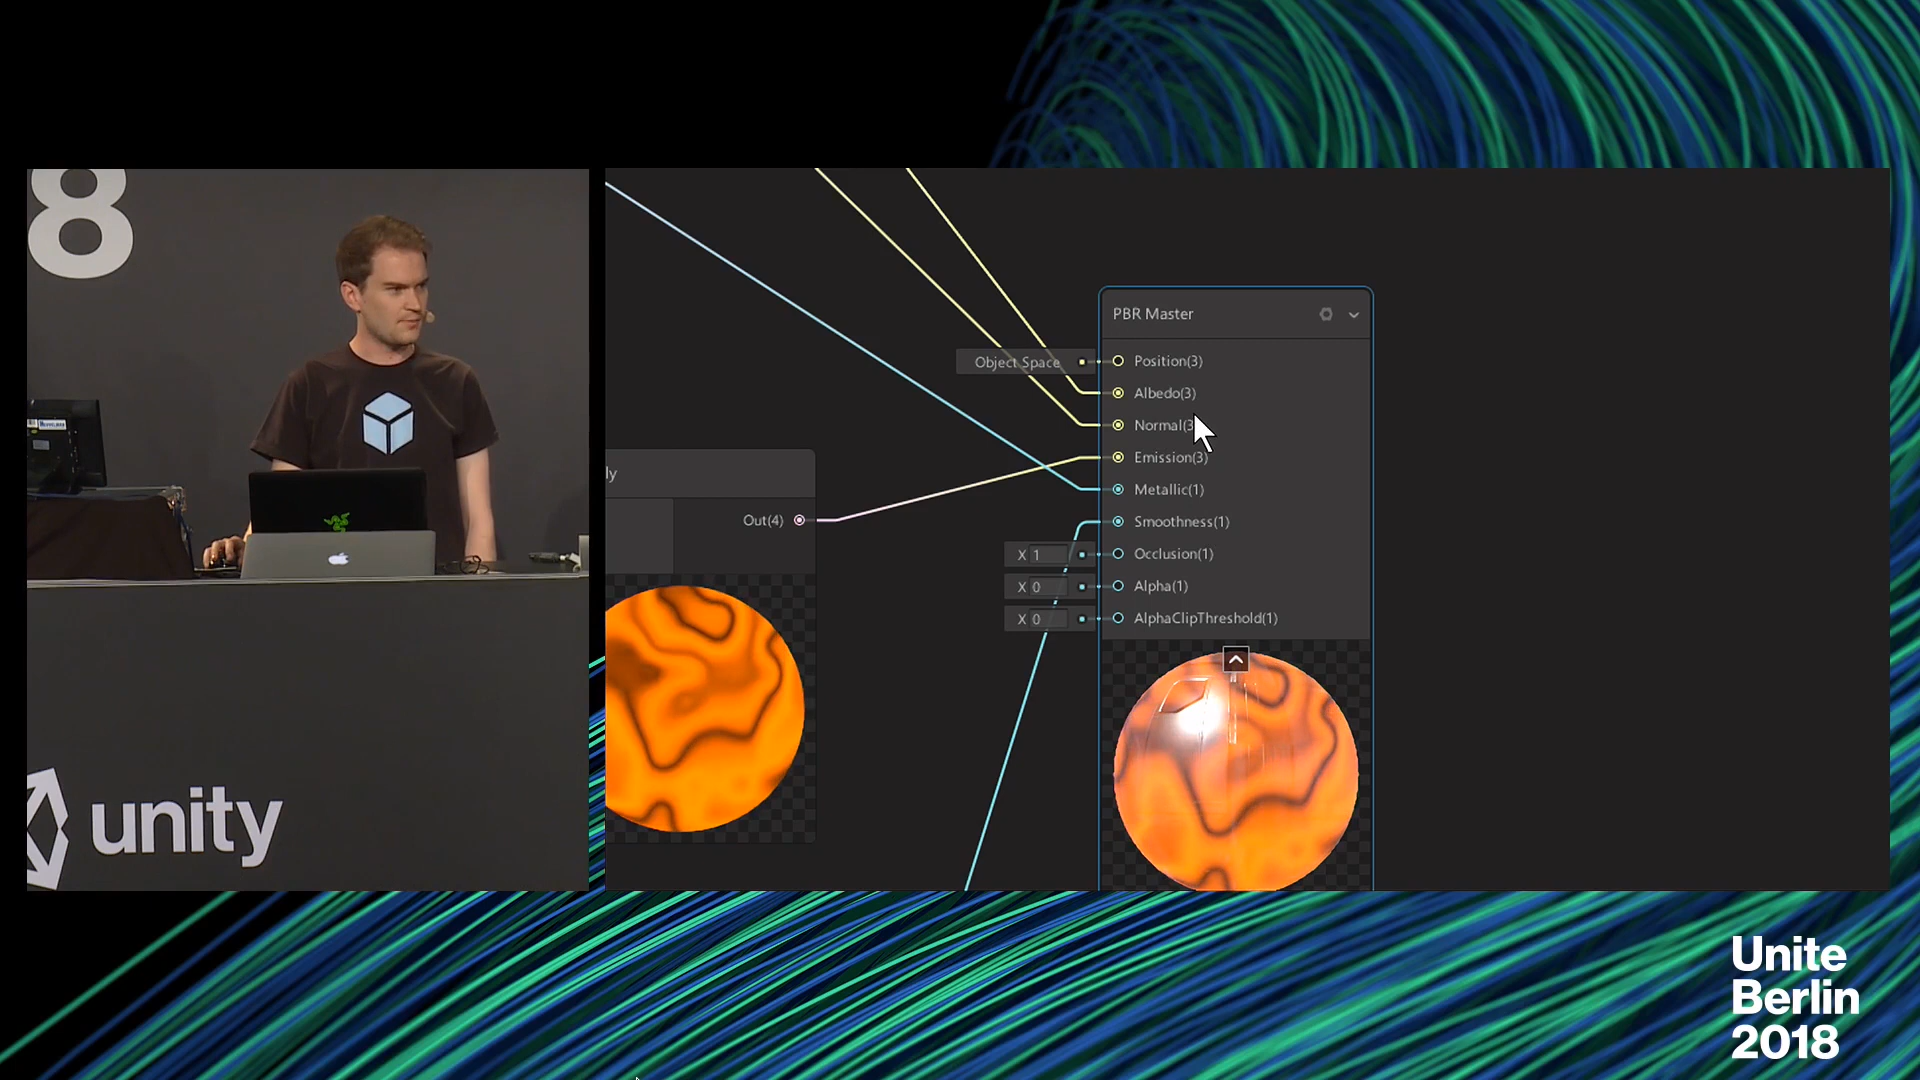 8
unity
PBR Master
Object Space
Position(3)
Albedo(3)
Normal(3
Emission(3)
Metallic(1)
Smoothness(1)
X 1
Occlusion(1)
X 0
Alpha(1)
X 0
AlphaClipThreshold(1)
ly
Out(4)
Unite
Berlin
2018